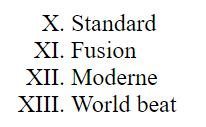 X. Standard
XI. Fusion
XII. Moderne
XIII. World beat